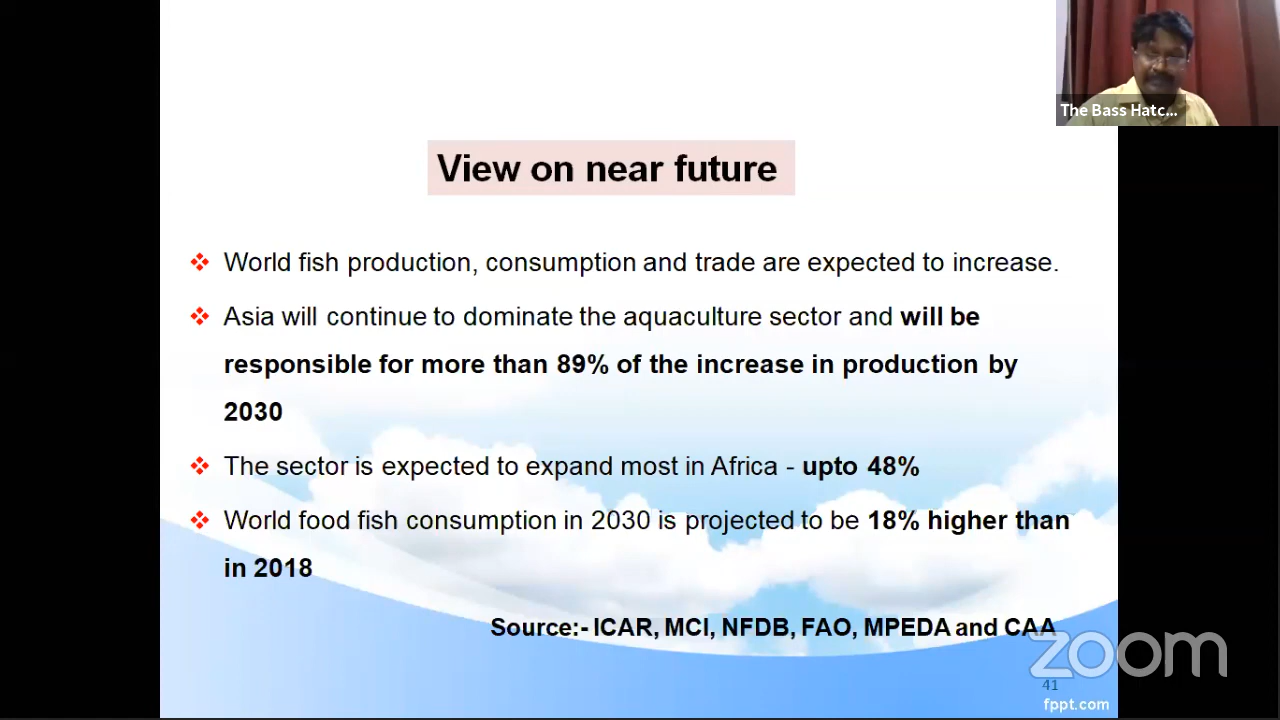 The Bass Hatc...
View on near future
World fish production, consumption and trade are expected to increase.
Asia will continue to dominate the aquaculture sector and will be
responsible for more than 89% of the increase in production by
2030
The sector is expected to expand most in Africa - upto 48%
World food fish consumption in 2030 is projected to be 18% higher than
in 2018
Source:- ICAR, MCI, NFDB, FAO, MPEDA and CAA
zoom
41
fppt.com